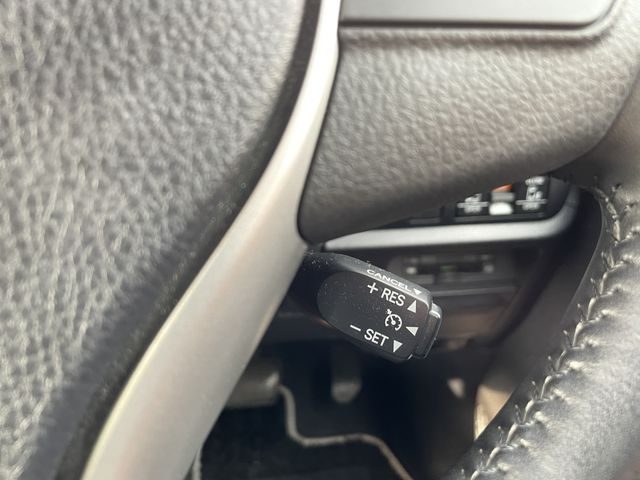 CANCEL▼
+ RES ▲
◀
− SET ▼